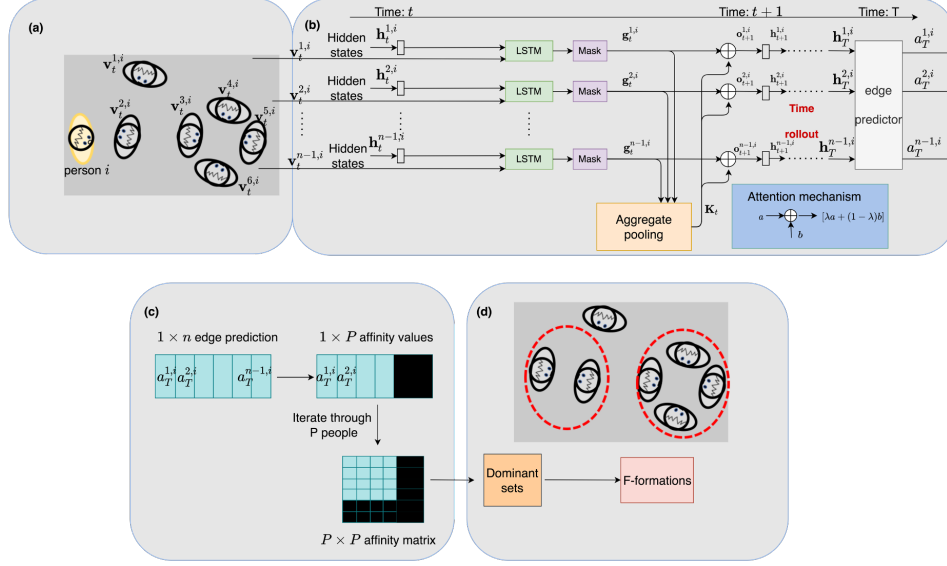 (a)
v_t^{1,i}
v_t^{2,i}
v_t^{3,i}
v_t^{4,i}
v_t^{5,i}
v_t^{6,i}
person i
(b)
Time: t
Time: t + 1
Time: T
v_t^{1,i}
Hidden
states
h_t^{1,i}
LSTM
Mask
g_t^{1,i}
o_{t+1}^{1,i}
h_{t+1}^{1,i}
h_T^{1,i}
a_T^{1,i}
v_t^{2,i}
Hidden
states
h_t^{2,i}
LSTM
Mask
g_t^{2,i}
o_{t+1}^{2,i}
h_{t+1}^{2,i}
h_T^{2,i}
a_T^{2,i}
Time
rollout
edge
predictor
v_t^{n-1,i}
Hidden
states
h_t^{n-1,i}
LSTM
Mask
g_t^{n-1,i}
o_{t+1}^{n-1,i}
h_{t+1}^{n-1,i}
h_T^{n-1,i}
a_T^{n-1,i}
Aggregate
pooling
K_t
Attention mechanism
a
[λa + (1 − λ)b]
b
(c)
1 × n edge prediction
1 × P affinity values
a_T^{1,i} a_T^{2,i} a_T^{n-1,i}
a_T^{1,i} a_T^{2,i}
Iterate through
P people
P × P affinity matrix
(d)
Dominant
sets
F-formations